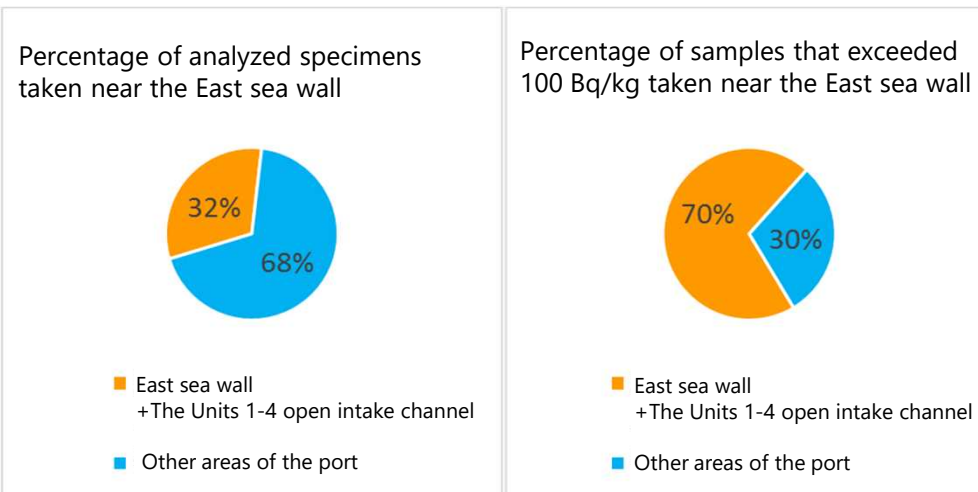 Percentage of analyzed specimens
taken near the East sea wall
32%
68%
East sea wall
+The Units 1-4 open intake channel
Other areas of the port
Percentage of samples that exceeded
100 Bq/kg taken near the East sea wall
70%
30%
East sea wall
+The Units 1-4 open intake channel
Other areas of the port